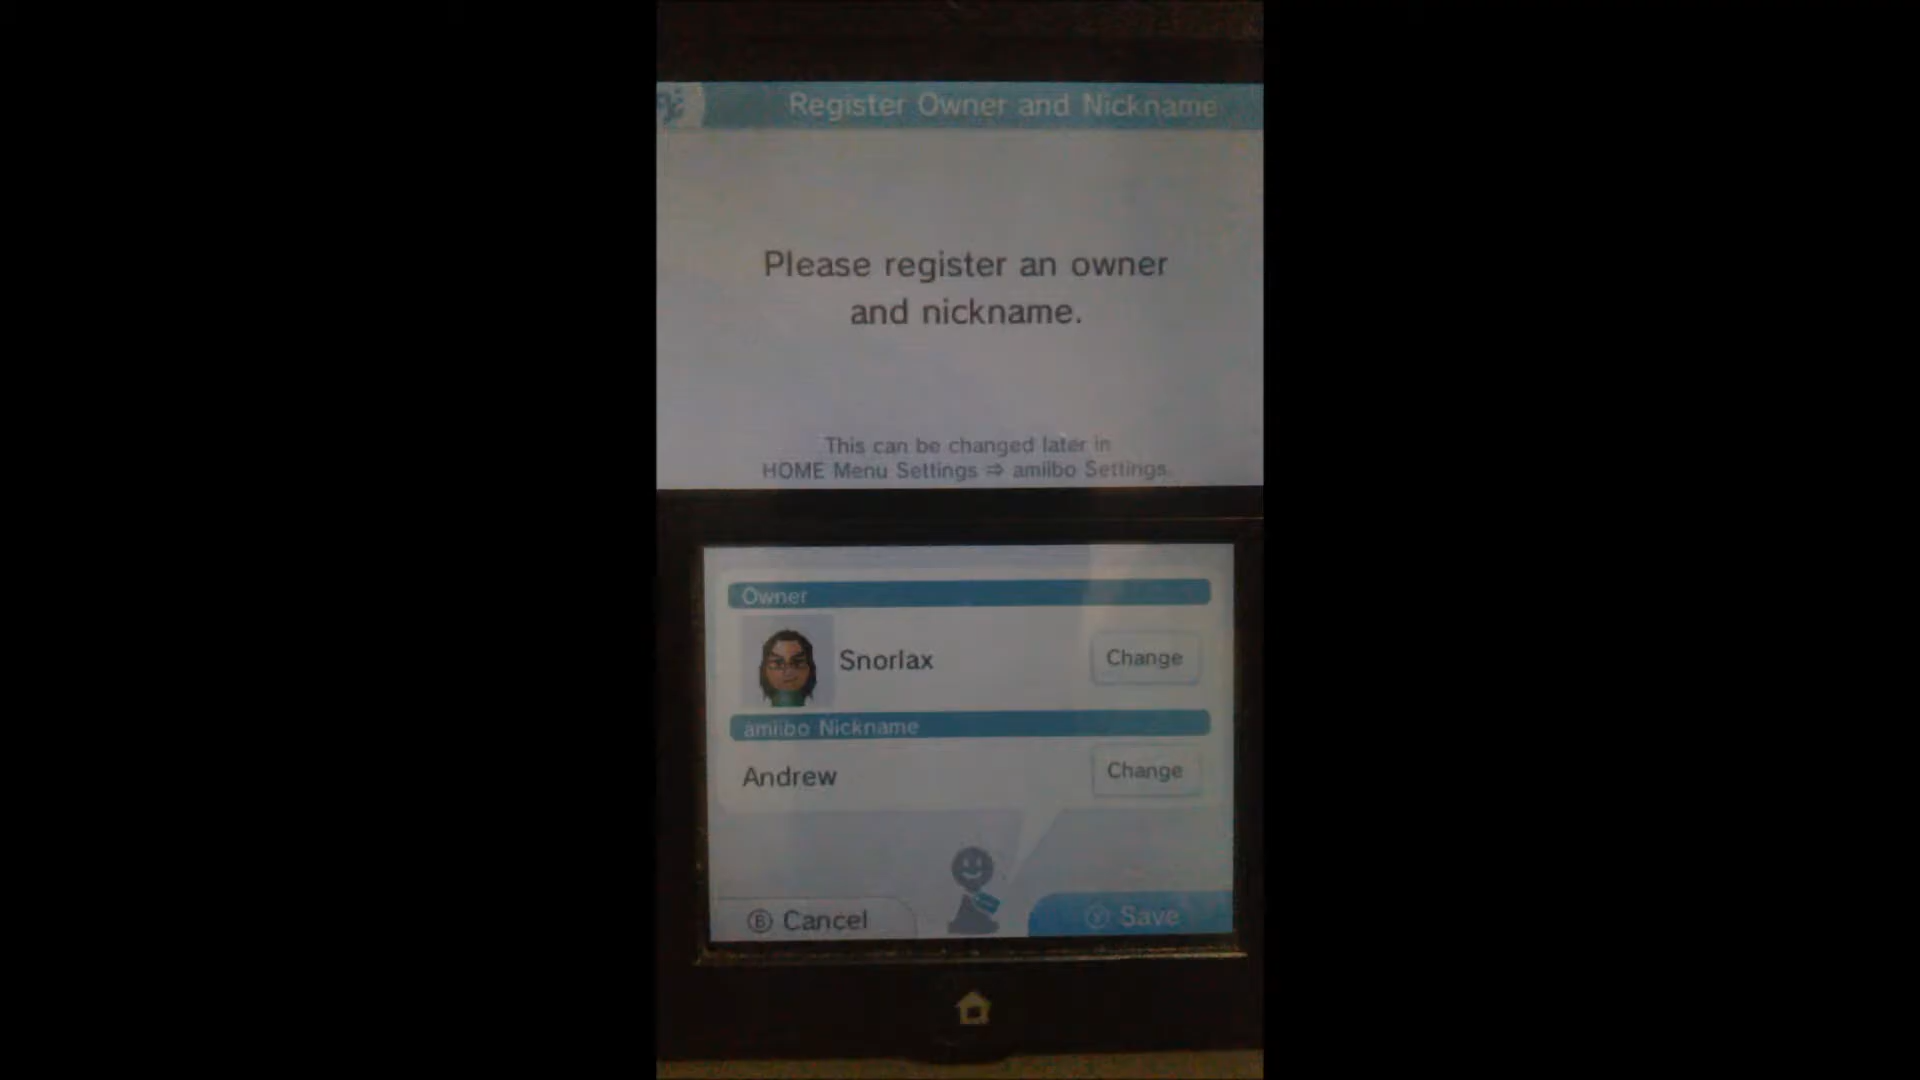 Register Owner and Nickname
Please register an owner
and nickname.
This can be changed later in
HOME Menu Settings ⇒ amiibo Settings.
Owner
Snorlax
Change
amiibo Nickname
Andrew
Change
Ⓑ Cancel
Ⓨ Save